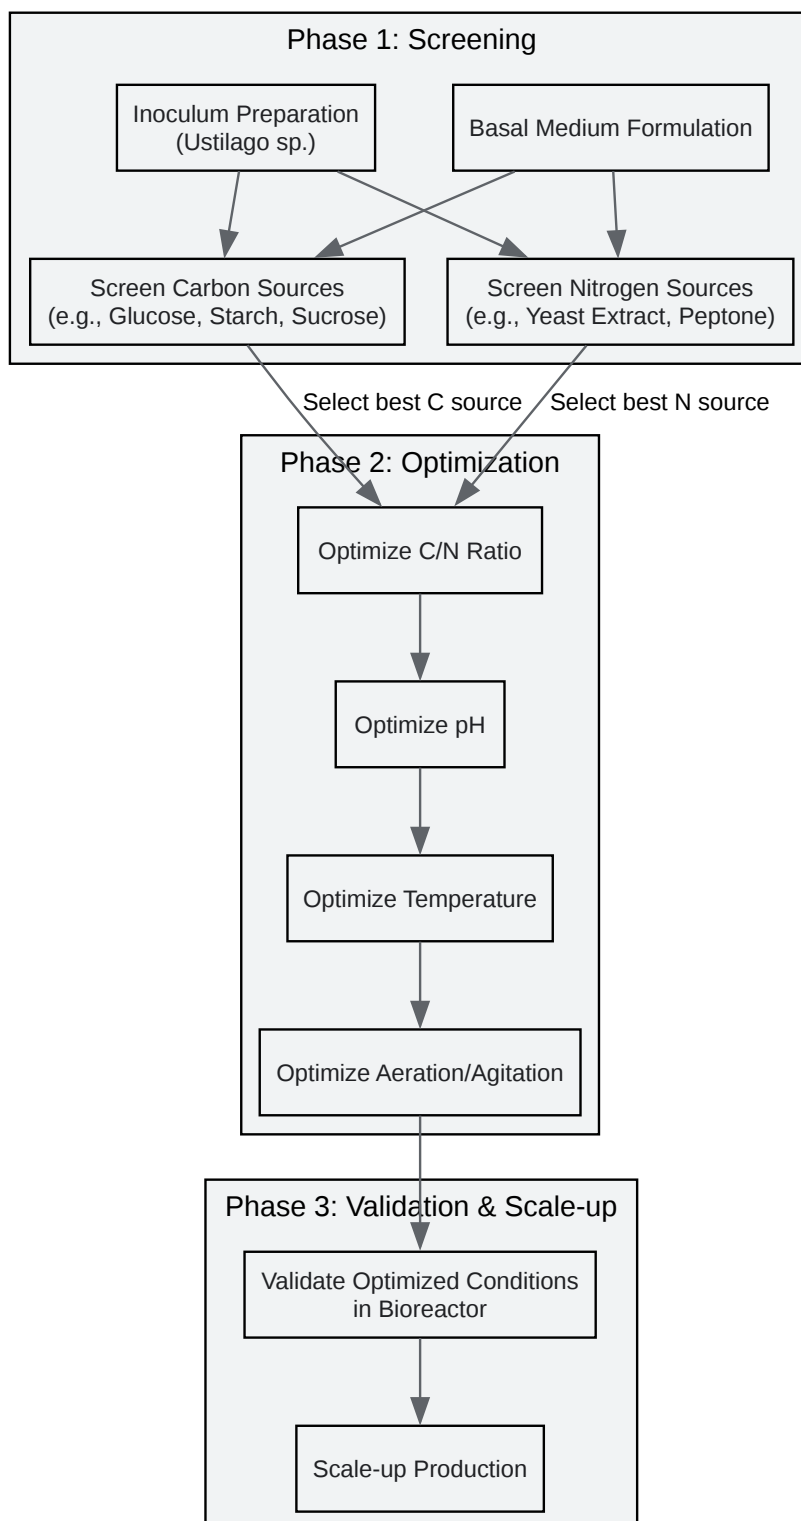 Phase 1: Screening
Inoculum Preparation
(Ustilago sp.)
Basal Medium Formulation
Screen Carbon Sources
(e.g., Glucose, Starch, Sucrose)
Screen Nitrogen Sources
(e.g., Yeast Extract, Peptone)
Select best C source
Select best N source
Phase 2: Optimization
Optimize C/N Ratio
Optimize pH
Optimize Temperature
Optimize Aeration/Agitation
Phase 3: Validation & Scale-up
Validate Optimized Conditions
in Bioreactor
Scale-up Production